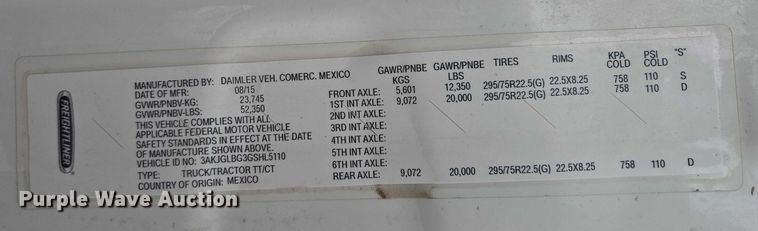 FREIGHTLINER
MANUFACTURED BY: DAIMLER VEH. COMERC. MEXICO
DATE OF MFR: 08/15
GVWR/PNBV-KG: 23,745
GVWR/PNBV-LBS: 52,350
THIS VEHICLE COMPLIES WITH ALL
APPLICABLE FEDERAL MOTOR VEHICLE
SAFETY STANDARDS IN EFFECT AT THE DATE
OF MANUFACTURE SHOWN ABOVE.
VEHICLE ID NO: 3AKJGLBG3GSHL5110
TYPE: TRUCK/TRACTOR TT/CT
COUNTRY OF ORIGIN: MEXICO
GAWR/PNBE KGS GAWR/PNBE LBS TIRES RIMS KPA COLD PSI COLD "S"
FRONT AXLE: 5,601 12,350 295/75R22.5(G) 22.5X8.25 758 110 S
1ST INT AXLE: 9,072 20,000 295/75R22.5(G) 22.5X8.25 758 110 D
2ND INT AXLE:
3RD INT AXLE:
4TH INT AXLE:
5TH INT AXLE:
6TH INT AXLE:
REAR AXLE: 9,072 20,000 295/75R22.5(G) 22.5X8.25 758 110 D
Purple Wave Auction